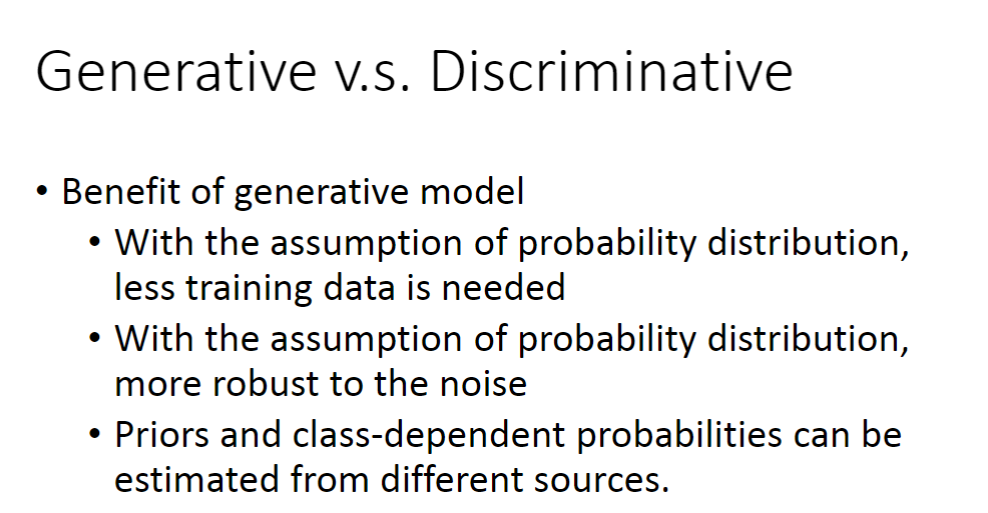 Generative v.s. Discriminative
• Benefit of generative model
• With the assumption of probability distribution,
less training data is needed
• With the assumption of probability distribution,
more robust to the noise
• Priors and class-dependent probabilities can be
estimated from different sources.